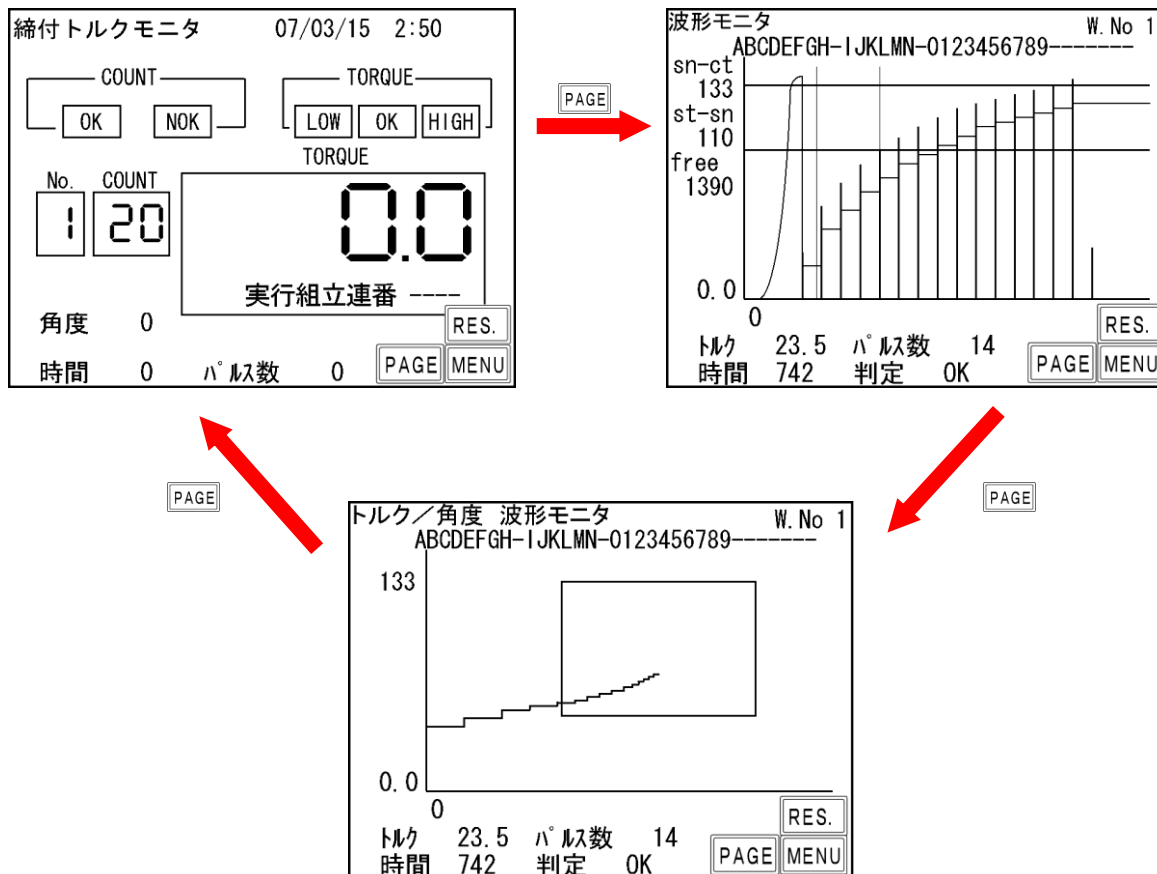 締付トルクモニタ 07/03/15 2:50
COUNT TORQUE
OK NOK LOW OK HIGH
TORQUE
No. COUNT
1 20 0.0
実行組立連番 ----
角度 0
RES.
時間 0 パルス数 0 PAGE MENU
PAGE
波形モニタ W.No 1
ABCDEFGH-IJKLMN-0123456789-------
sn-ct
133
st-sn
110
free
1390
0.0
0
RES.
トルク 23.5 パルス数 14
時間 742 判定 OK PAGE MENU
PAGE
PAGE
トルク/角度 波形モニタ W.No 1
ABCDEFGH-IJKLMN-0123456789-------
133
0.0
0
RES.
トルク 23.5 パルス数 14
時間 742 判定 OK PAGE MENU